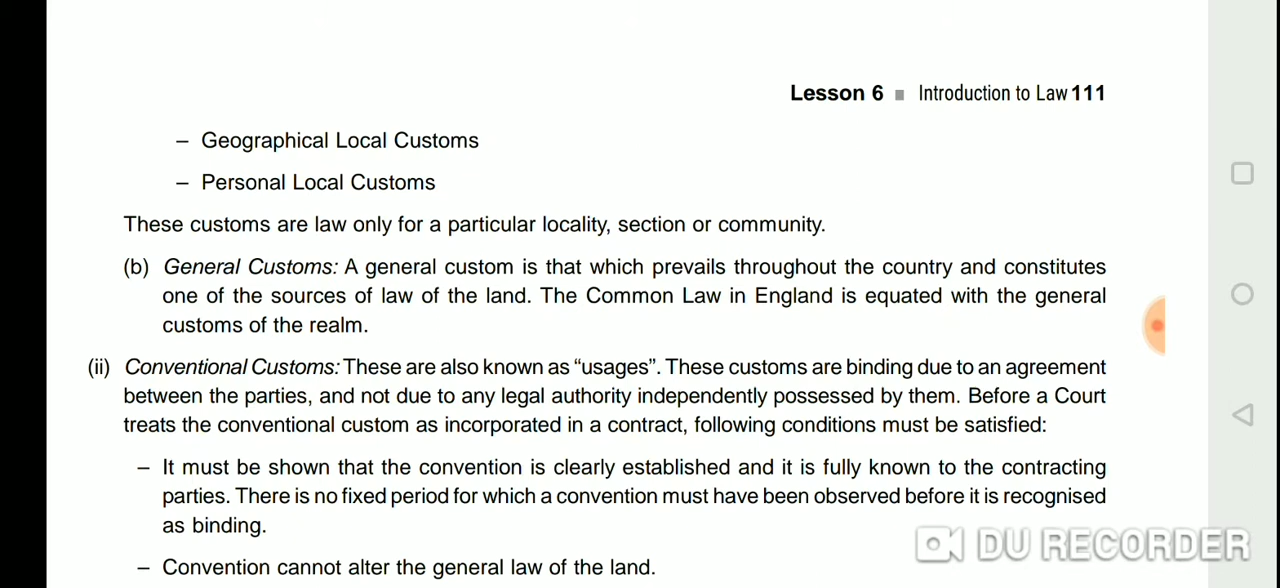 Lesson 6 ■ Introduction to Law 111
– Geographical Local Customs
– Personal Local Customs
These customs are law only for a particular locality, section or community.
(b) General Customs: A general custom is that which prevails throughout the country and constitutes
one of the sources of law of the land. The Common Law in England is equated with the general
customs of the realm.
(ii) Conventional Customs: These are also known as “usages”. These customs are binding due to an agreement
between the parties, and not due to any legal authority independently possessed by them. Before a Court
treats the conventional custom as incorporated in a contract, following conditions must be satisfied:
– It must be shown that the convention is clearly established and it is fully known to the contracting
parties. There is no fixed period for which a convention must have been observed before it is recognised
as binding.
– Convention cannot alter the general law of the land.
DU RECORDER